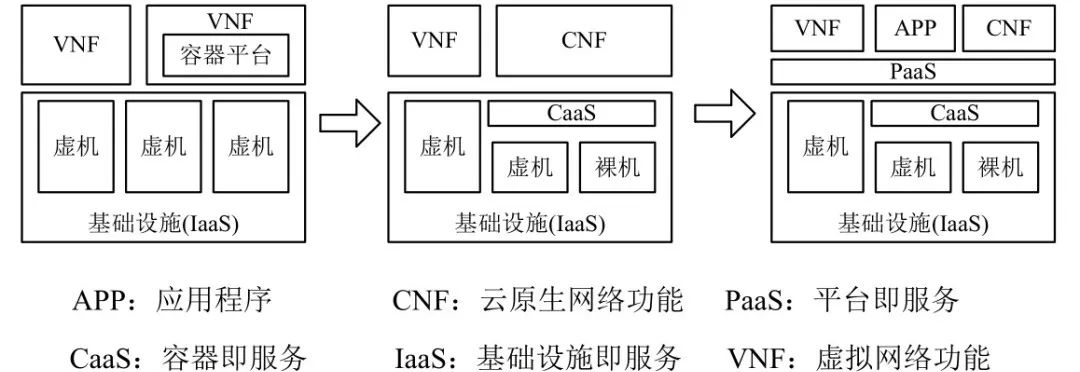 VNF
VNF
容器平台
虚机
虚机
虚机
基础设施(IaaS)
VNF
CNF
CaaS
虚机
虚机
裸机
基础设施(IaaS)
VNF
APP
CNF
PaaS
CaaS
虚机
虚机
裸机
基础设施(IaaS)
APP：应用程序
CNF：云原生网络功能
PaaS：平台即服务
CaaS：容器即服务
IaaS：基础设施即服务
VNF：虚拟网络功能